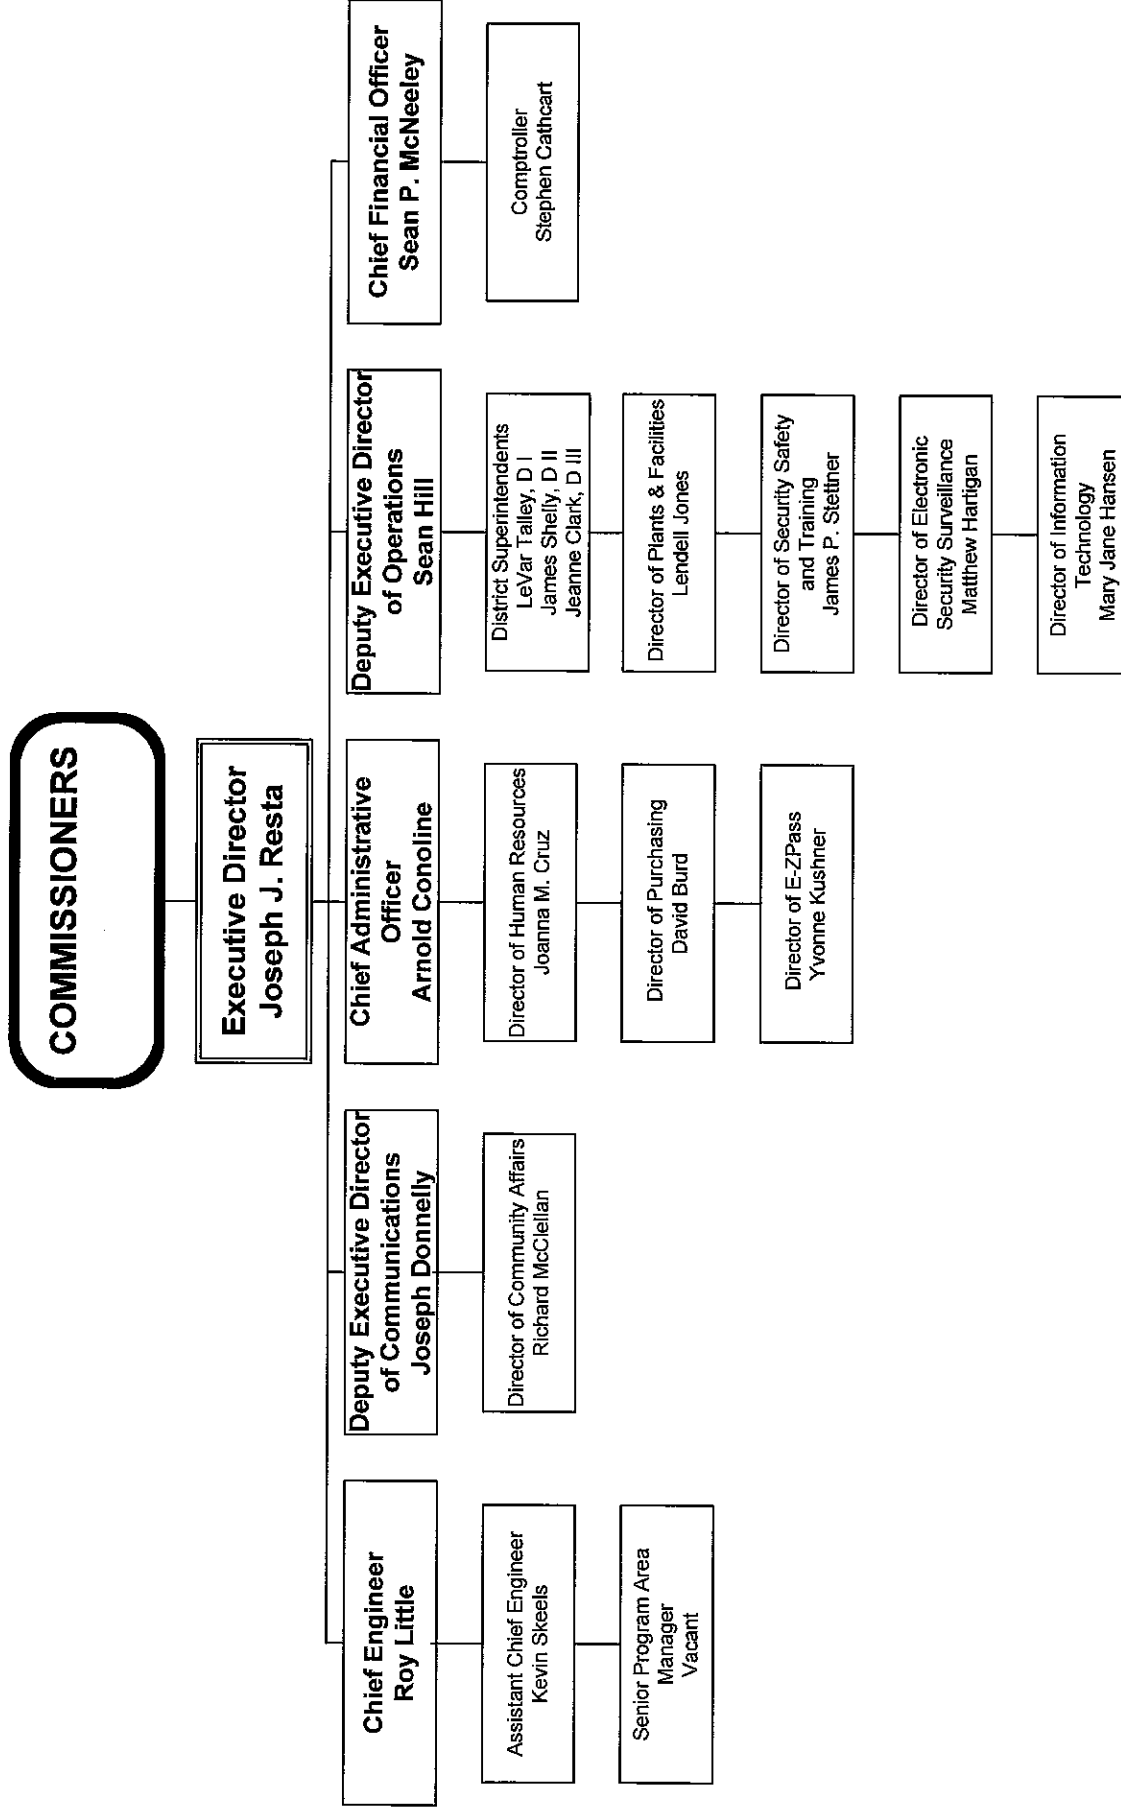 COMMISSIONERS
Executive Director
Joseph J. Resta
Chief Engineer
Roy Little
Assistant Chief Engineer
Kevin Skeels
Senior Program Area
Manager
Vacant
Deputy Executive Director
of Communications
Joseph Donnelly
Director of Community Affairs
Richard McClellan
Chief Administrative
Officer
Arnold Conoline
Director of Human Resources
Joanna M. Cruz
Director of Purchasing
David Burd
Director of E-ZPass
Yvonne Kushner
Deputy Executive Director
of Operations
Sean Hill
District Superintendents
LeVar Talley, D I
James Shelly, D II
Jeanne Clark, D III
Director of Plants & Facilities
Lendell Jones
Director of Security Safety
and Training
James P. Stettner
Director of Electronic
Security Surveillance
Matthew Hartigan
Director of Information
Technology
Mary Jane Hansen
Chief Financial Officer
Sean P. McNeeley
Comptroller
Stephen Cathcart